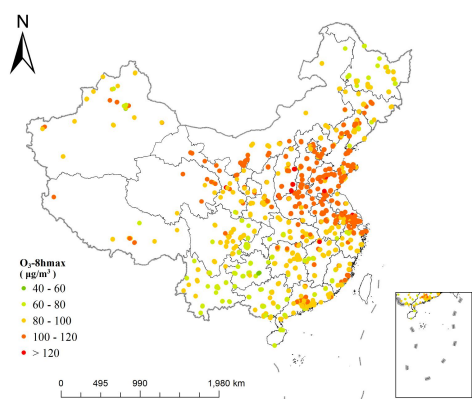 N
O₃-8hmax
( μg/m³ )
40 - 60
60 - 80
80 - 100
100 - 120
> 120
0 495 990 1,980 km